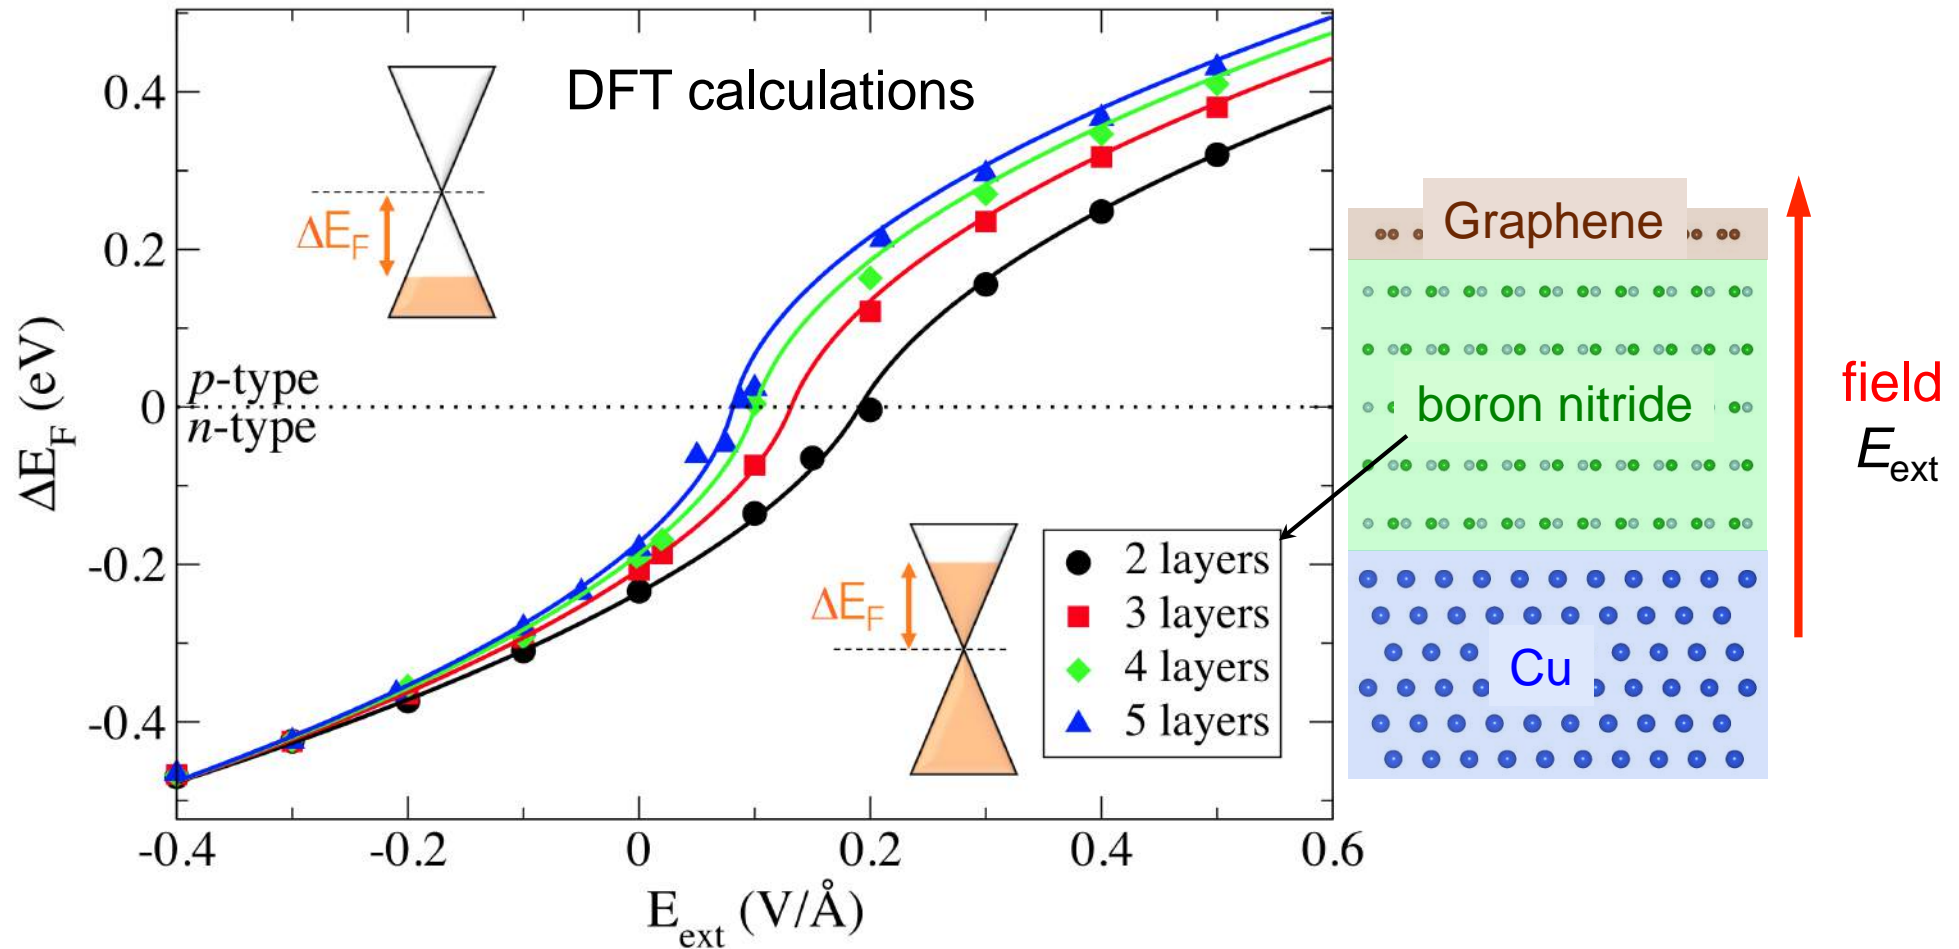 DFT calculations
ΔE_F (eV)
0.4
0.2
0
-0.2
-0.4
p-type
n-type
ΔE_F
ΔE_F
2 layers
3 layers
4 layers
5 layers
-0.4 -0.2 0 0.2 0.4 0.6
E_ext (V/Å)
Graphene
boron nitride
Cu
field
E_ext